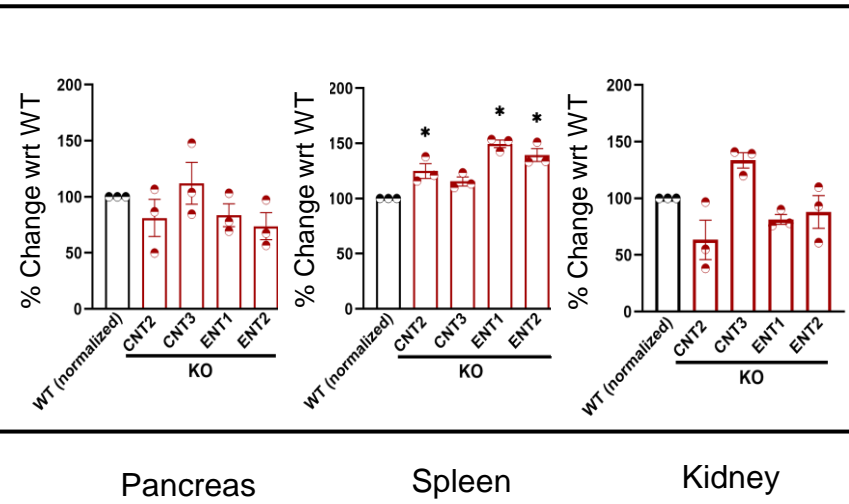 % Change wrt WT
200
150
100
50
0
WT (normalized)
CNT2
CNT3
ENT1
ENT2
KO
Pancreas
% Change wrt WT
200
150
100
50
0
*
*
*
WT (normalized)
CNT2
CNT3
ENT1
ENT2
KO
Spleen
% Change wrt WT
200
150
100
50
0
WT (normalized)
CNT2
CNT3
ENT1
ENT2
KO
Kidney